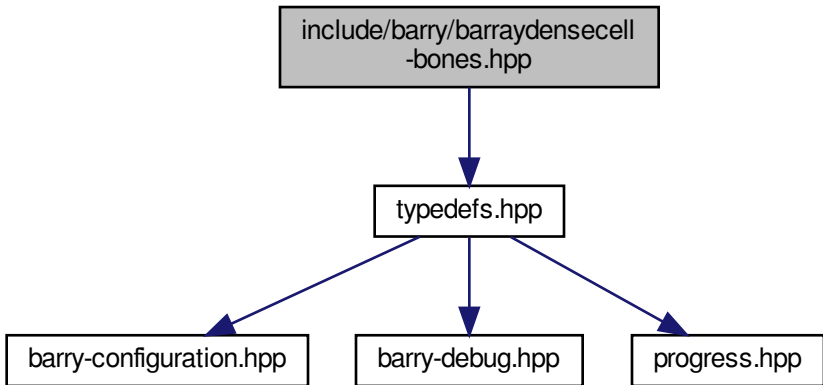 include/barry/barraydensecell
-bones.hpp
typedefs.hpp
barry-configuration.hpp
barry-debug.hpp
progress.hpp